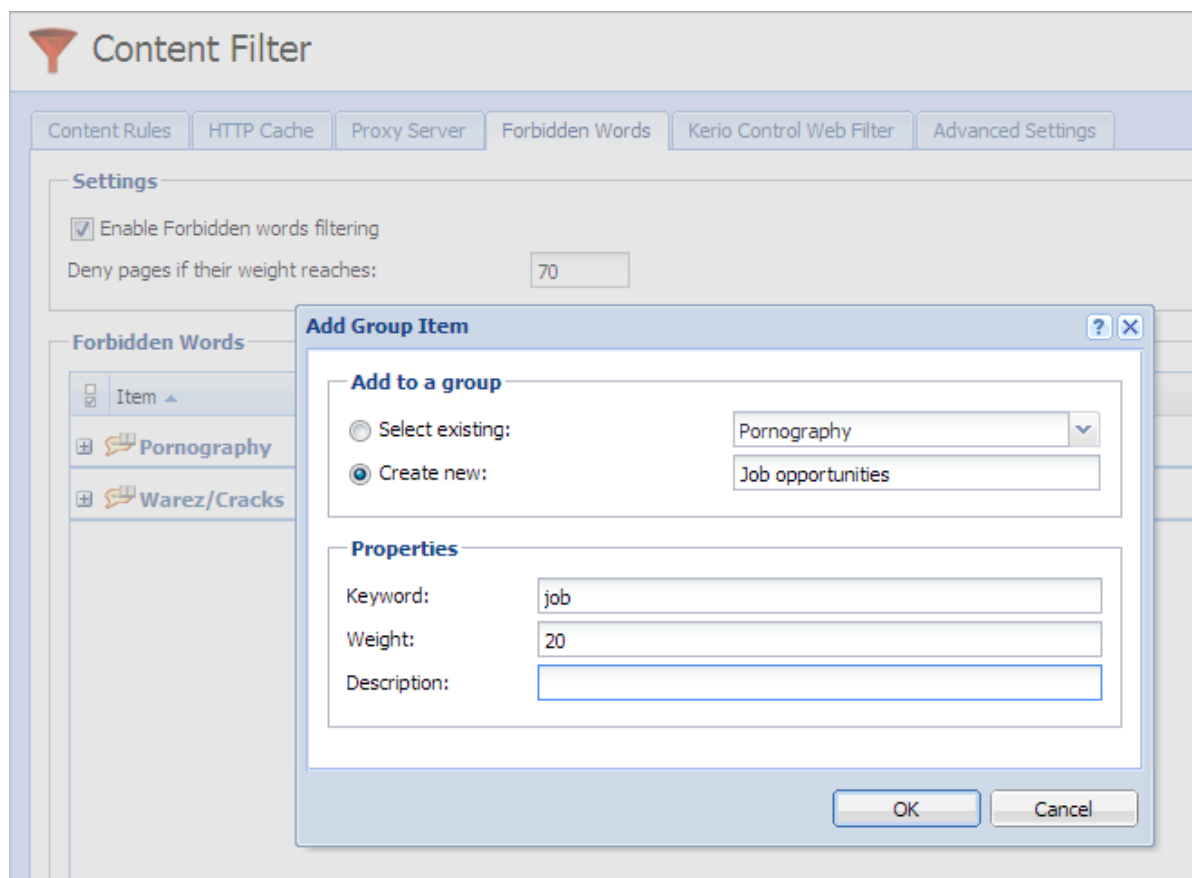 Content Filter
Content Rules HTTP Cache Proxy Server Forbidden Words Kerio Control Web Filter Advanced Settings
Settings
Enable Forbidden words filtering
Deny pages if their weight reaches: 70
Forbidden Words
Item
Pornography
Warez/Cracks
Add Group Item ?
Add to a group
Select existing: Pornography
Create new: Job opportunities
Properties
Keyword: job
Weight: 20
Description:
OK Cancel